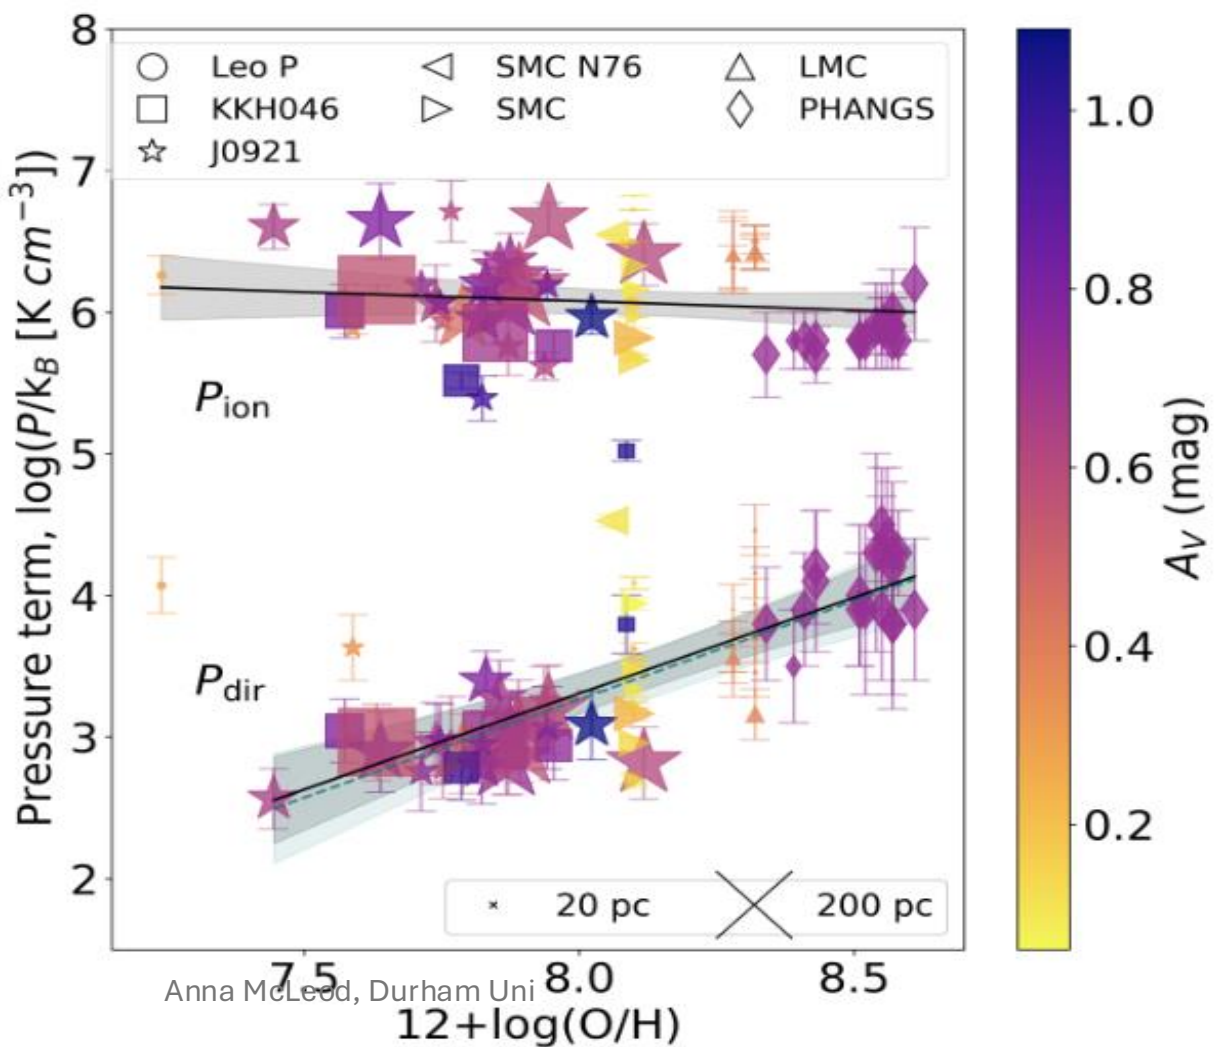 8
Leo P
SMC N76
LMC
KKH046
SMC
PHANGS
J0921
7
6
5
4
3
2
Pressure term, log(P/k_B [K cm⁻³])
P_ion
P_dir
20 pc
200 pc
7.5
8.0
8.5
Anna McLeod, Durham Uni
12+log(O/H)
1.0
0.8
0.6
0.4
0.2
A_V (mag)